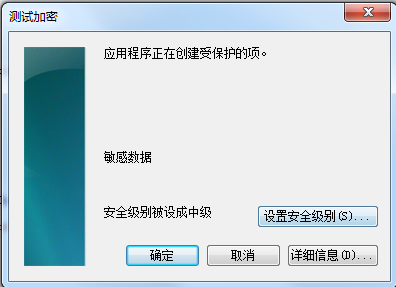 测试加密
应用程序正在创建受保护的项。
敏感数据
安全级别被设成中级
设置安全级别(S)...
确定
取消
详细信息(D)...